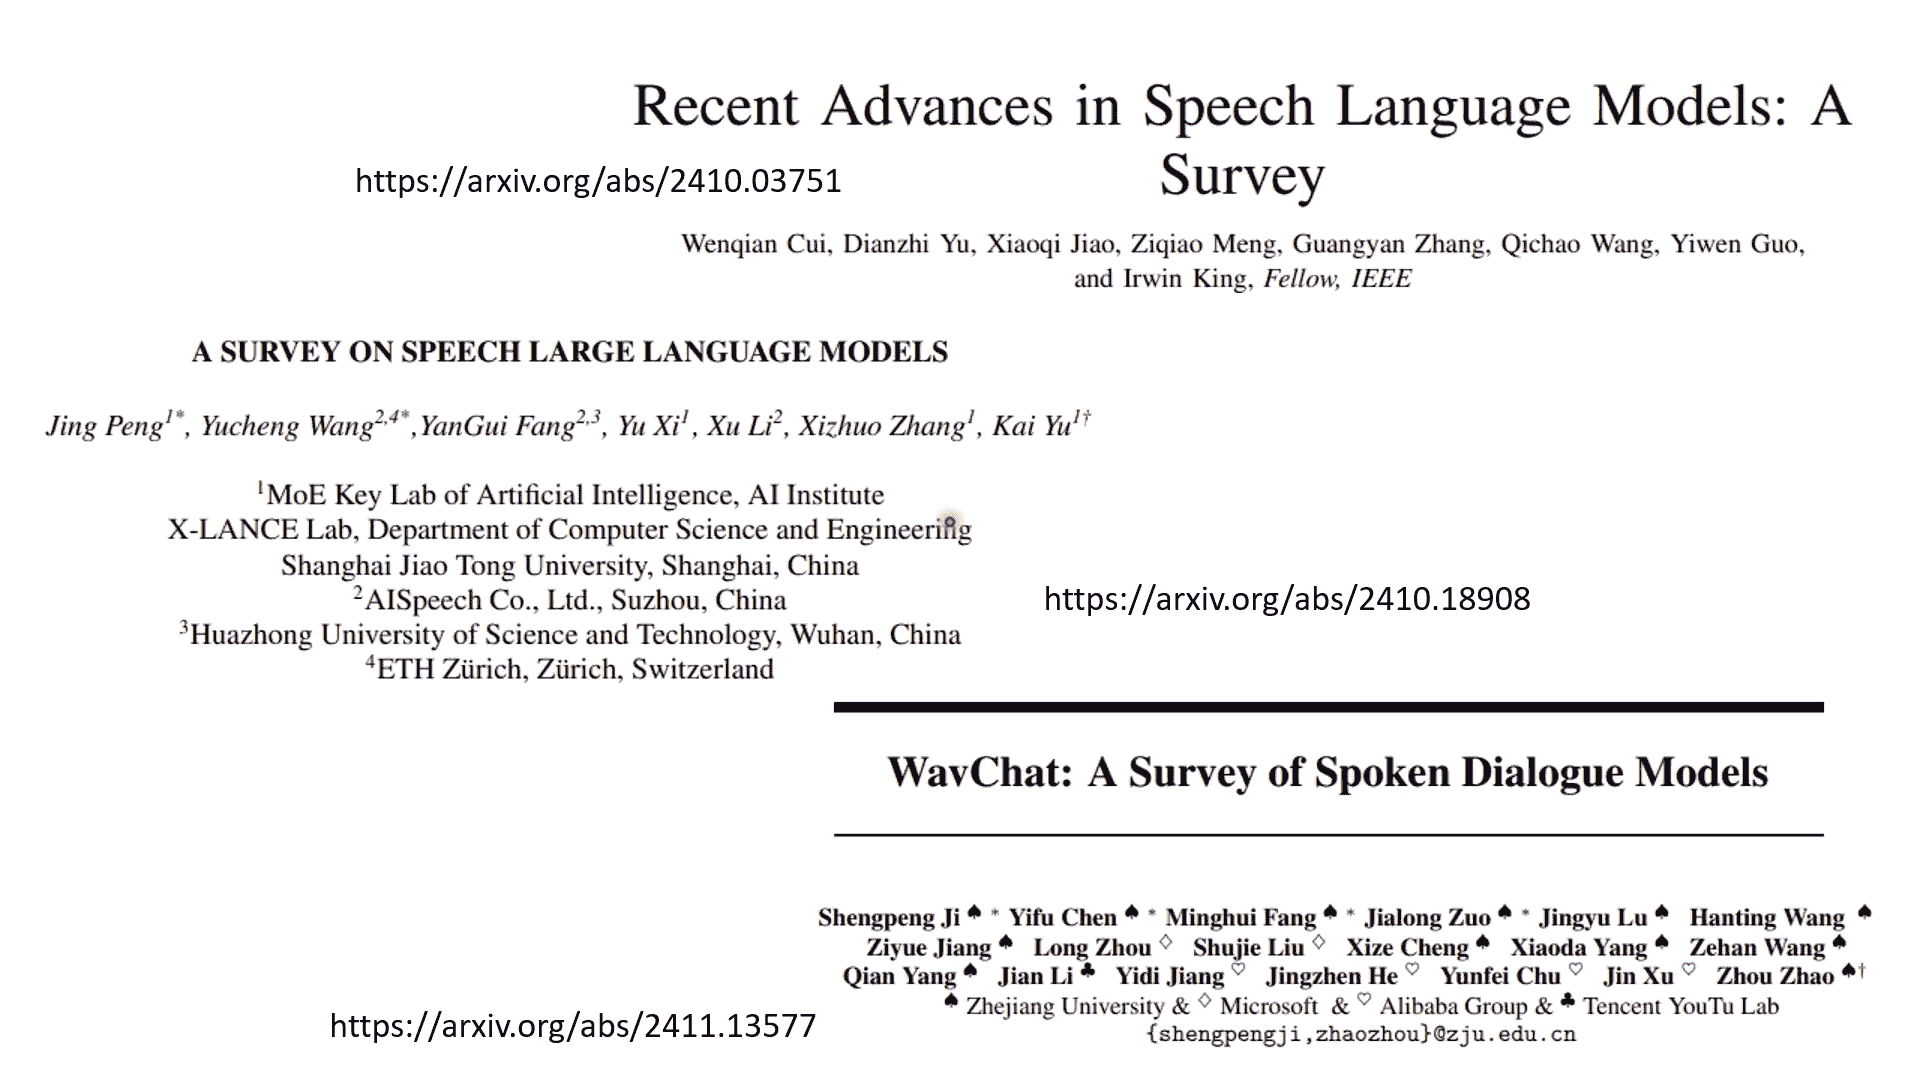 Recent Advances in Speech Language Models: A
Survey
https://arxiv.org/abs/2410.03751
Wenqian Cui, Dianzhi Yu, Xiaoqi Jiao, Ziqiao Meng, Guangyan Zhang, Qichao Wang, Yiwen Guo,
and Irwin King, Fellow, IEEE
A SURVEY ON SPEECH LARGE LANGUAGE MODELS
Jing Peng¹*, Yucheng Wang²,⁴*,YanGui Fang²,³, Yu Xi¹, Xu Li², Xizhuo Zhang¹, Kai Yu¹†
¹MoE Key Lab of Artificial Intelligence, AI Institute
X-LANCE Lab, Department of Computer Science and Engineering
Shanghai Jiao Tong University, Shanghai, China
²AISpeech Co., Ltd., Suzhou, China
³Huazhong University of Science and Technology, Wuhan, China
⁴ETH Zürich, Zürich, Switzerland
https://arxiv.org/abs/2410.18908
WavChat: A Survey of Spoken Dialogue Models
Shengpeng Ji ♠ * Yifu Chen ♠ * Minghui Fang ♠ * Jialong Zuo ♠ * Jingyu Lu ♠ Hanting Wang ♠
Ziyue Jiang ♠ Long Zhou ♢ Shujie Liu ♢ Xize Cheng ♠ Xiaoda Yang ♠ Zehan Wang ♠
Qian Yang ♠ Jian Li ♣ Yidi Jiang ♡ Jingzhen He ♡ Yunfei Chu ♡ Jin Xu ♡ Zhou Zhao ♠†
♠ Zhejiang University & ♢ Microsoft & ♡ Alibaba Group & ♣ Tencent YouTu Lab
{shengpengji,zhaozhou}@zju.edu.cn
https://arxiv.org/abs/2411.13577